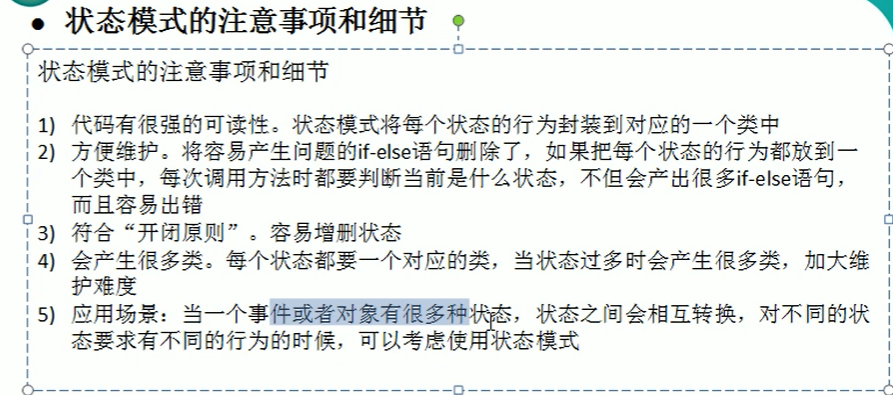 ● 状态模式的注意事项和细节
状态模式的注意事项和细节
1) 代码有很强的可读性。状态模式将每个状态的行为封装到对应的一个类中
2) 方便维护。将容易产生问题的if-else语句删除了，如果把每个状态的行为都放到一
个类中，每次调用方法时都要判断当前是什么状态，不但会产出很多if-else语句，
而且容易出错
3) 符合“开闭原则”。容易增删状态
4) 会产生很多类。每个状态都要一个对应的类，当状态过多时会产生很多类，加大维
护难度
5) 应用场景：当一个事件或者对象有很多种状态，状态之间会相互转换，对不同的状
态要求有不同的行为的时候，可以考虑使用状态模式